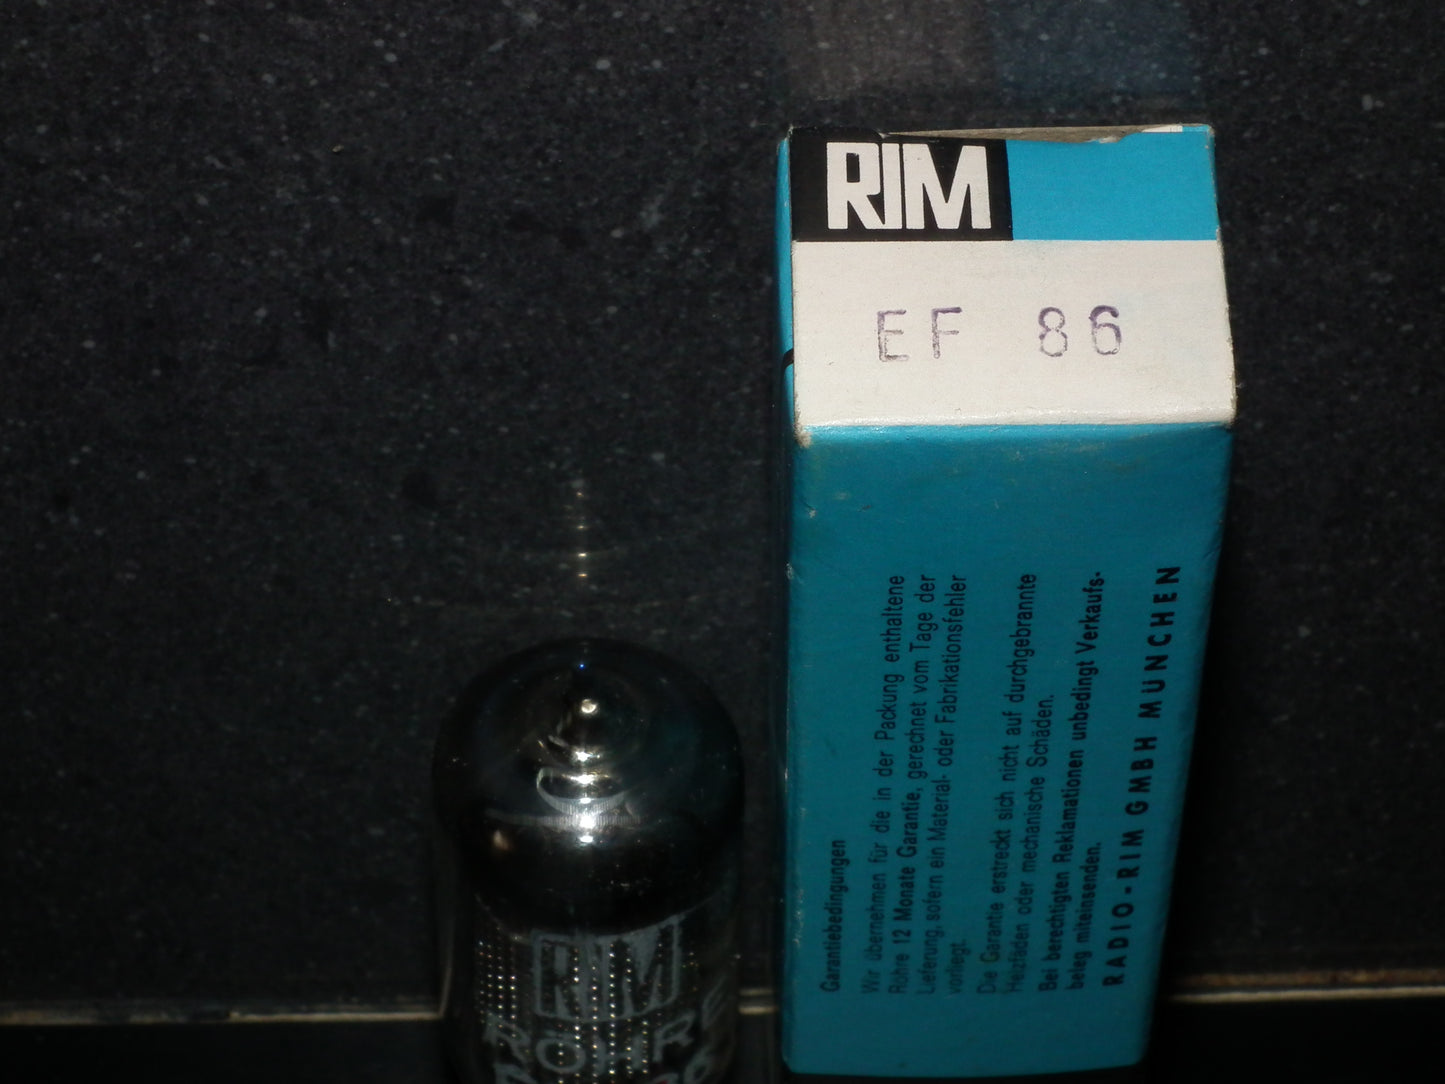 RIM
EF 86
Garantiebedingungen
Wir übernehmen für die in der Packung enthaltene
Röhre 12 Monate Garantie, gerechnet vom Tage der
Lieferung, sofern ein Material- oder Fabrikationsfehler
vorliegt.
Die Garantie erstreckt sich nicht auf durchgebrannte
Heizfäden oder mechanische Schäden.
Bei berechtigten Reklamationen unbedingt Verkaufs-
beleg miteinsenden.
RADIO-RIM GMBH MÜNCHEN
RIM
RÖHRE